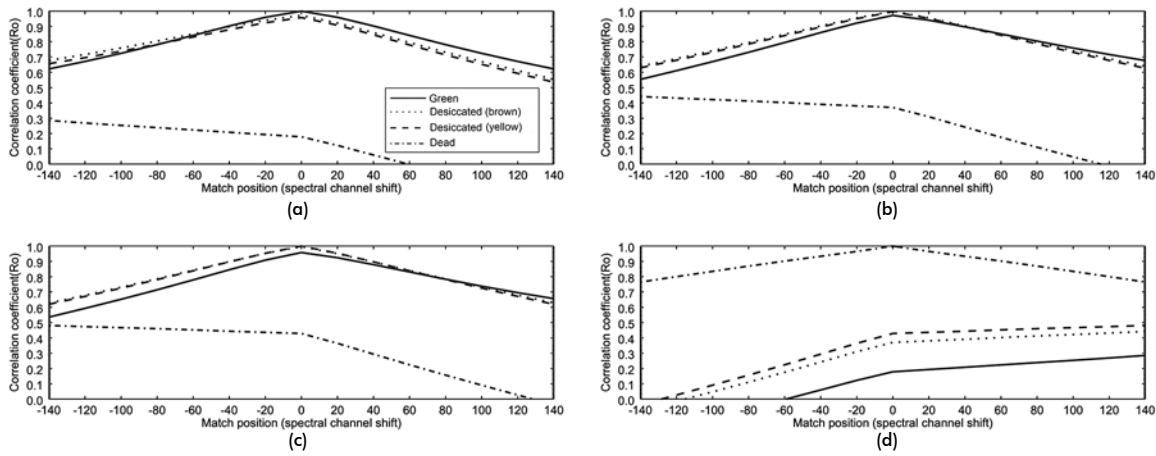 Correlation coefficient(Ro)
1.0
0.9
0.8
0.7
0.6
0.5
0.4
0.3
0.2
0.1
0.0
Green
Desiccated (brown)
Desiccated (yellow)
Dead
-140 -120 -100 -80 -60 -40 -20 0 20 40 60 80 100 120 140
Match position (spectral channel shift)
(a)
Correlation coefficient(Ro)
1.0
0.9
0.8
0.7
0.6
0.5
0.4
0.3
0.2
0.1
0.0
-140 -120 -100 -80 -60 -40 -20 0 20 40 60 80 100 120 140
Match position (spectral channel shift)
(b)
Correlation coefficient(Ro)
1.0
0.9
0.8
0.7
0.6
0.5
0.4
0.3
0.2
0.1
0.0
-140 -120 -100 -80 -60 -40 -20 0 20 40 60 80 100 120 140
Match position (spectral channel shift)
(c)
Correlation coefficient(Ro)
1.0
0.9
0.8
0.7
0.6
0.5
0.4
0.3
0.2
0.1
0.0
-140 -120 -100 -80 -60 -40 -20 0 20 40 60 80 100 120 140
Match position (spectral channel shift)
(d)